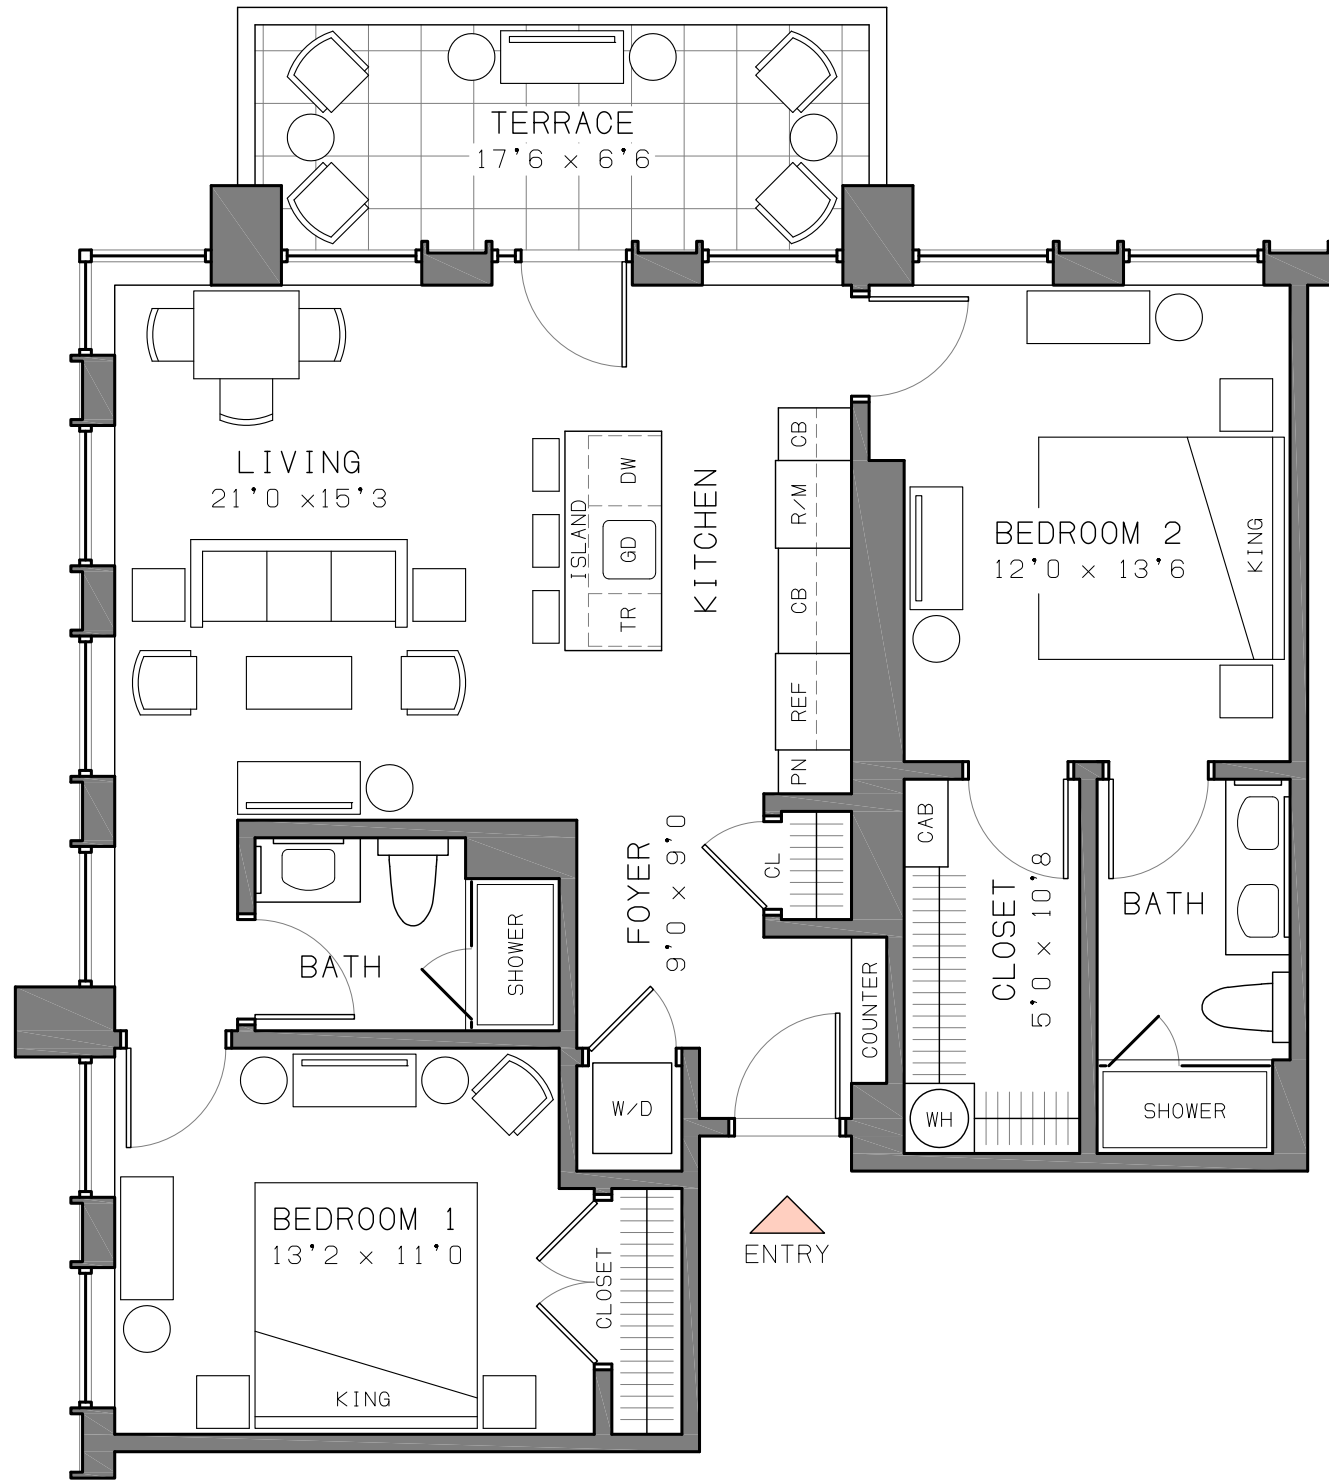 TERRACE
17'6 x 6'6
LIVING
21'0 x15'3
ISLAND
DW
GD
TR
KITCHEN
CB
R/M
CB
REF
PN
BEDROOM 2
12'0 x 13'6
KING
CAB
CLOSET
5'0 x 10'8
WH
BATH
SHOWER
FOYER
9'0 x 9'0
CL
COUNTER
BATH
SHOWER
W/D
BEDROOM 1
13'2 x 11'0
KING
CLOSET
ENTRY